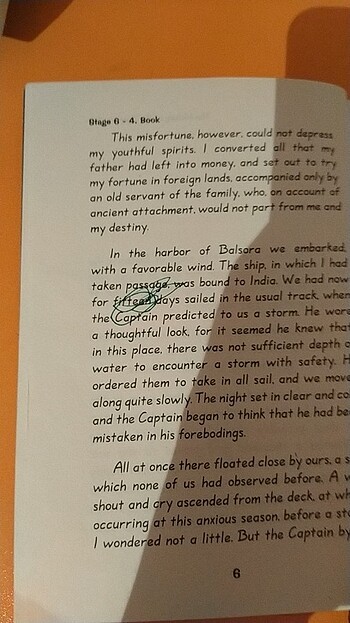 Stage 6 - 4. Book
This misfortune, however, could not depress
my youthful spirits. I converted all that my
father had left into money, and set out to try
my fortune in foreign lands, accompanied only by
an old servant of the family, who, on account of
ancient attachment, would not part from me and
my destiny.
In the harbor of Balsora we embarked,
with a favorable wind. The ship, in which I had
taken passage, was bound to India. We had now
for fifteen days sailed in the usual track, when
the Captain predicted to us a storm. He wore
a thoughtful look, for it seemed he knew that
in this place, there was not sufficient depth o
water to encounter a storm with safety. H
ordered them to take in all sail, and we move
along quite slowly. The night set in clear and co
and the Captain began to think that he had be
mistaken in his forebodings.
All at once there floated close by ours, a s
which none of us had observed before. A w
shout and cry ascended from the deck, at wh
occurring at this anxious season, before a sto
I wondered not a little. But the Captain by
6